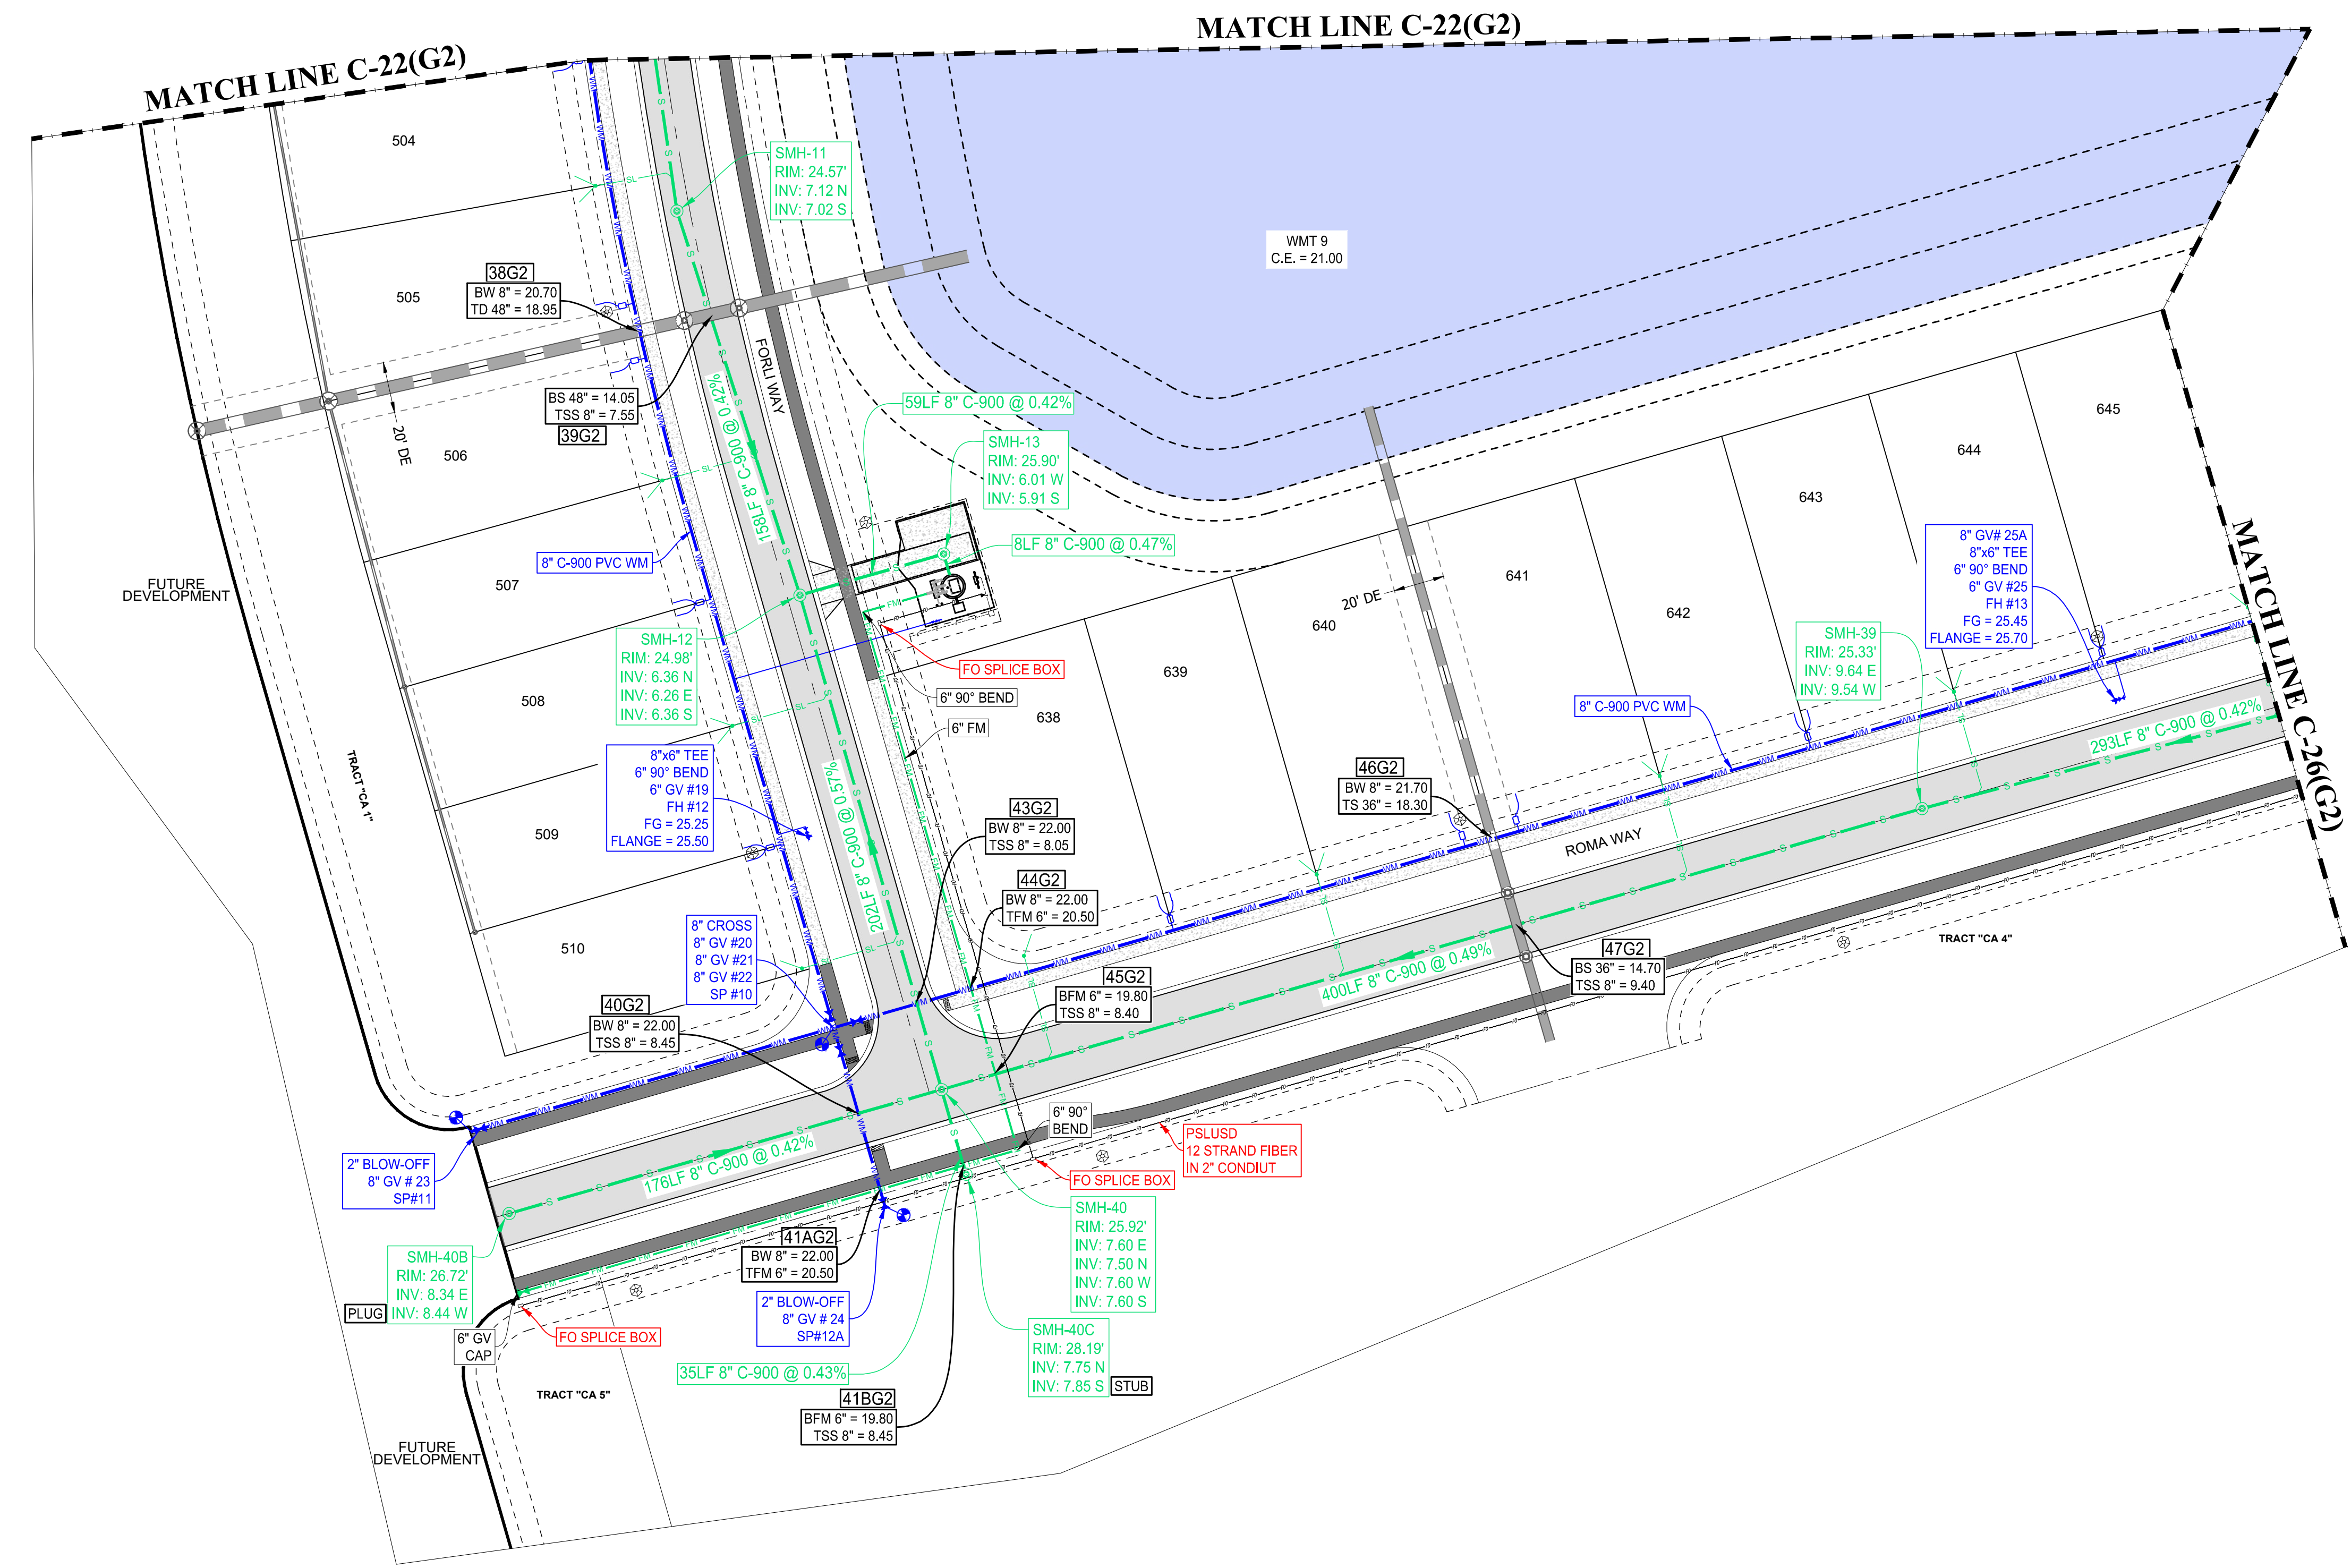 MATCH LINE C-22(G2)
MATCH LINE C-22(G2)
504
SMH-11
RIM: 24.57'
INV: 7.12 N
INV: 7.02 S
WMT 9
C.E. = 21.00
38G2
BW 8" = 20.70
TD 48" = 18.95
505
FORLI WAY
BS 48" = 14.05
TSS 8" = 7.55
39G2
20' DE
506
158LF 8" C-900 @ 0.42%
59LF 8" C-900 @ 0.42%
SMH-13
RIM: 25.90'
INV: 6.01 W
INV: 5.91 S
8LF 8" C-900 @ 0.47%
645
644
643
8" GV# 25A
8"x6" TEE
6" 90° BEND
6" GV #25
FH #13
FG = 25.45
FLANGE = 25.70
MATCH LINE C-26(G2)
8" C-900 PVC WM
FUTURE
DEVELOPMENT
507
641
20' DE
640
642
SMH-12
RIM: 24.98'
INV: 6.36 N
INV: 6.26 E
INV: 6.36 S
FO SPLICE BOX
6" 90° BEND
6" FM
639
638
SMH-39
RIM: 25.33'
INV: 9.64 E
INV: 9.54 W
8" C-900 PVC WM
293LF 8" C-900 @ 0.42%
508
TRACT "CA 1"
8"x6" TEE
6" 90° BEND
6" GV #19
FH #12
FG = 25.25
FLANGE = 25.50
202LF 8" C-900 @ 0.57%
509
43G2
BW 8" = 22.00
TSS 8" = 8.05
46G2
BW 8" = 21.70
TS 36" = 18.30
ROMA WAY
44G2
BW 8" = 22.00
TFM 6" = 20.50
510
8" CROSS
8" GV #20
8" GV #21
8" GV #22
SP #10
45G2
BFM 6" = 19.80
TSS 8" = 8.40
400LF 8" C-900 @ 0.49%
47G2
BS 36" = 14.70
TSS 8" = 9.40
TRACT "CA 4"
40G2
BW 8" = 22.00
TSS 8" = 8.45
6" 90°
BEND
PSLUSD
12 STRAND FIBER
IN 2" CONDIUT
2" BLOW-OFF
8" GV # 23
SP#11
176LF 8" C-900 @ 0.42%
FO SPLICE BOX
SMH-40
RIM: 25.92'
INV: 7.60 E
INV: 7.50 N
INV: 7.60 W
INV: 7.60 S
SMH-40B
RIM: 26.72'
INV: 8.34 E
INV: 8.44 W
PLUG
41AG2
BW 8" = 22.00
TFM 6" = 20.50
2" BLOW-OFF
8" GV # 24
SP#12A
6" GV
CAP
FO SPLICE BOX
SMH-40C
RIM: 28.19'
INV: 7.75 N
INV: 7.85 S
STUB
35LF 8" C-900 @ 0.43%
41BG2
BFM 6" = 19.80
TSS 8" = 8.45
TRACT "CA 5"
FUTURE
DEVELOPMENT